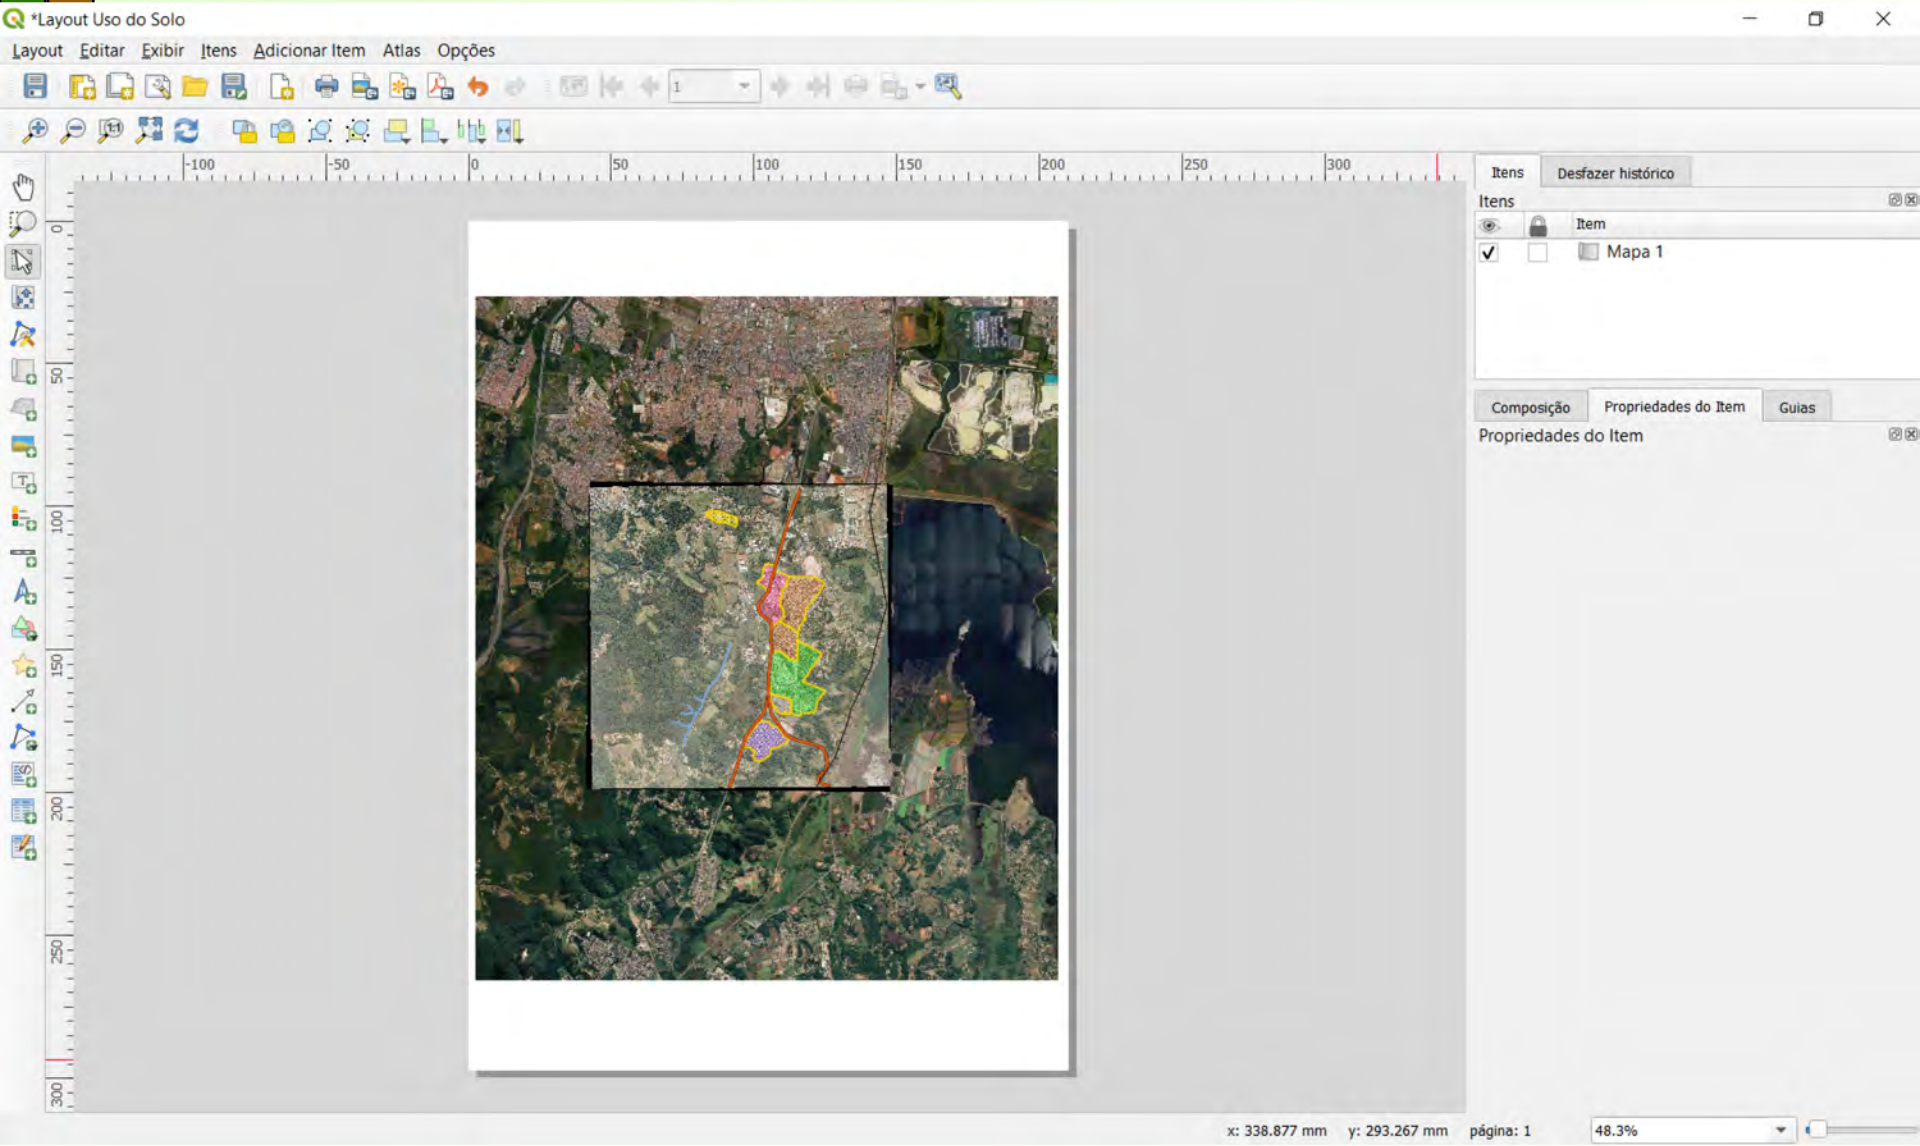 *Layout Uso do Solo
Layout Editar Exibir Itens Adicionar Item Atlas Opções
1
1:1
-100 -50 0 50 100 150 200 250 300
0
50
100
150
200
250
300
Itens Desfazer histórico
Itens
Item
Mapa 1
Composição Propriedades do Item Guias
Propriedades do Item
x: 338.877 mm y: 293.267 mm página: 1 48.3%